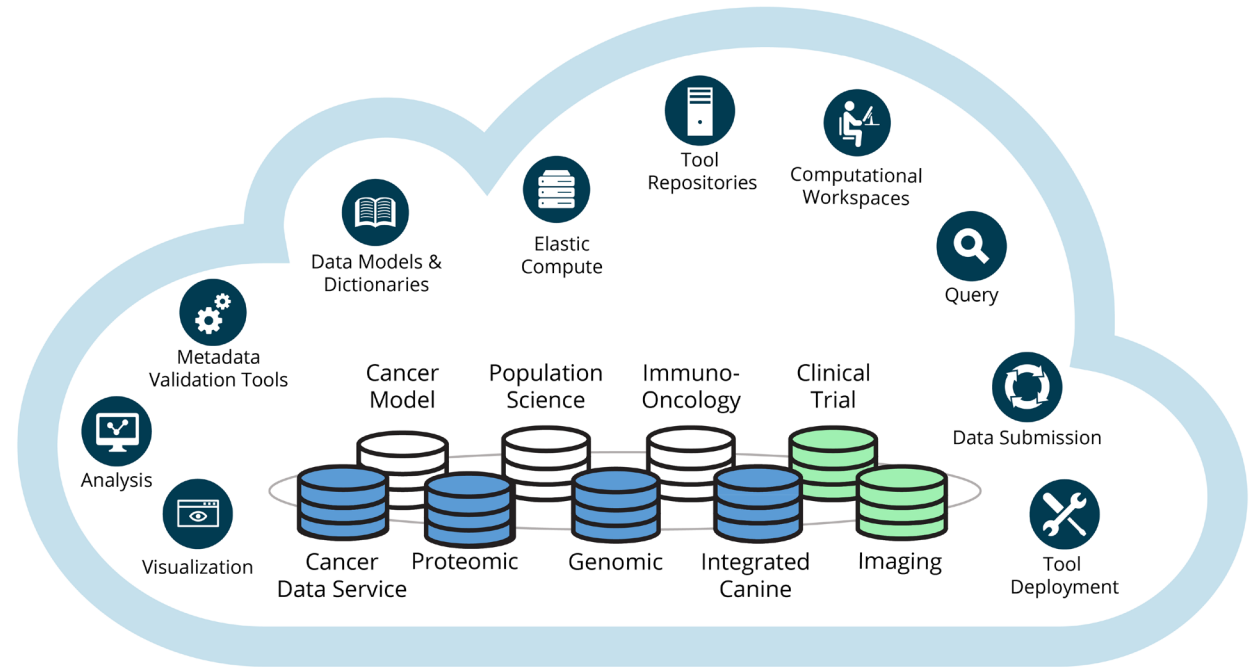 Tool
Repositories
Computational
Workspaces
Elastic
Compute
Data Models &
Dictionaries
Query
Metadata
Validation Tools
Cancer
Model
Population
Science
Immuno-
Oncology
Clinical
Trial
Data Submission
Analysis
Visualization
Cancer
Data Service
Proteomic
Genomic
Integrated
Canine
Imaging
Tool
Deployment